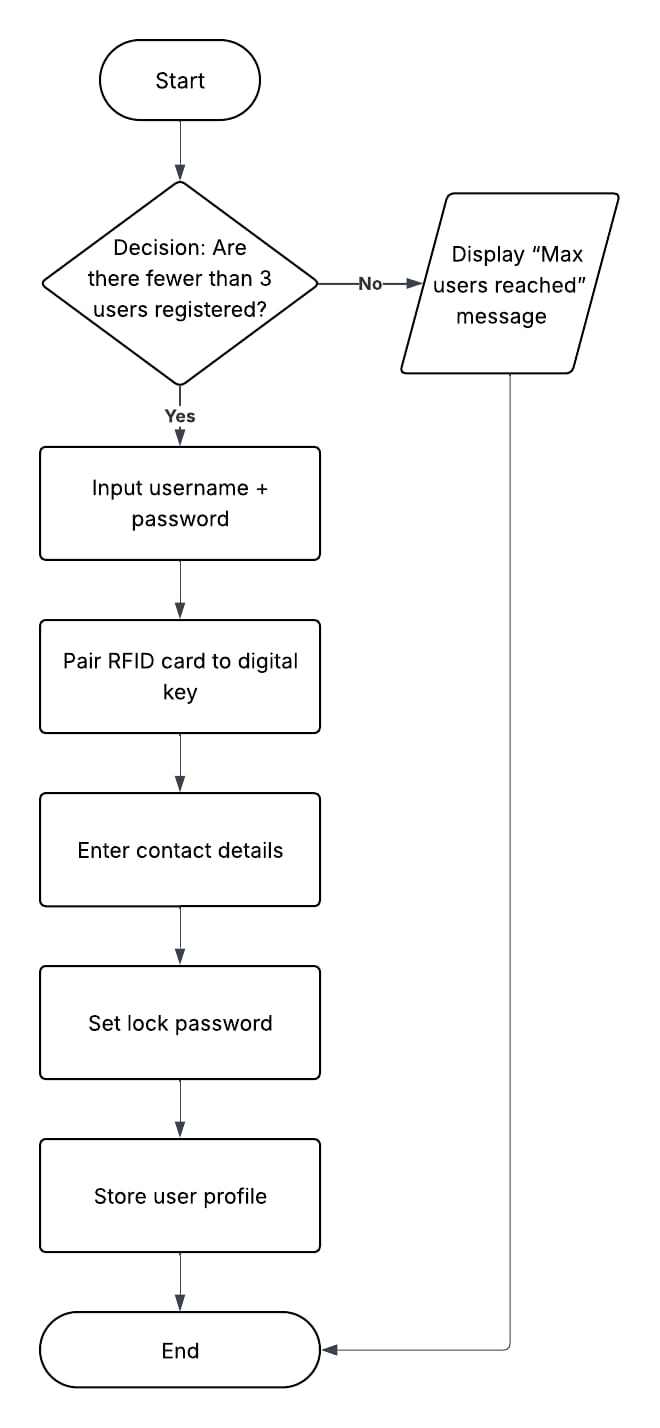 Start
Decision: Are
there fewer than 3
users registered?
No
Display “Max
users reached”
message
Yes
Input username +
password
Pair RFID card to digital
key
Enter contact details
Set lock password
Store user profile
End